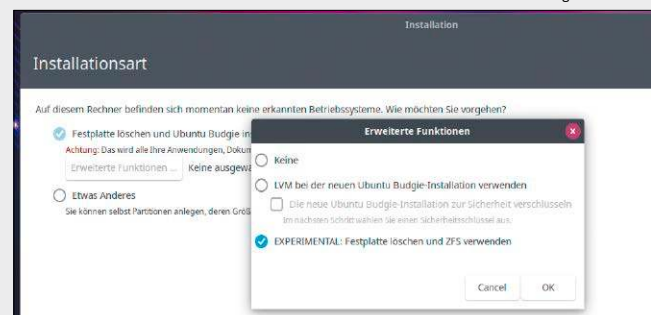 Installation
Installationsart
Auf diesem Rechner befinden sich momentan keine erkannten Betriebssysteme. Wie möchten Sie vorgehen?
Festplatte löschen und Ubuntu Budgie in
Achtung: Das wird alle Ihre Anwendungen, Dokum
Erweiterte Funktionen ... Keine ausgewä
Etwas Anderes
Sie können selbst Partitionen anlegen, deren Größ
Erweiterte Funktionen
Keine
LVM bei der neuen Ubuntu Budgie-Installation verwenden
Die neue Ubuntu Budgie-Installation zur Sicherheit verschlüsseln
Im nächsten Schritt wählen Sie einen Sicherheitsschlüssel aus.
EXPERIMENTAL: Festplatte löschen und ZFS verwenden
Cancel OK